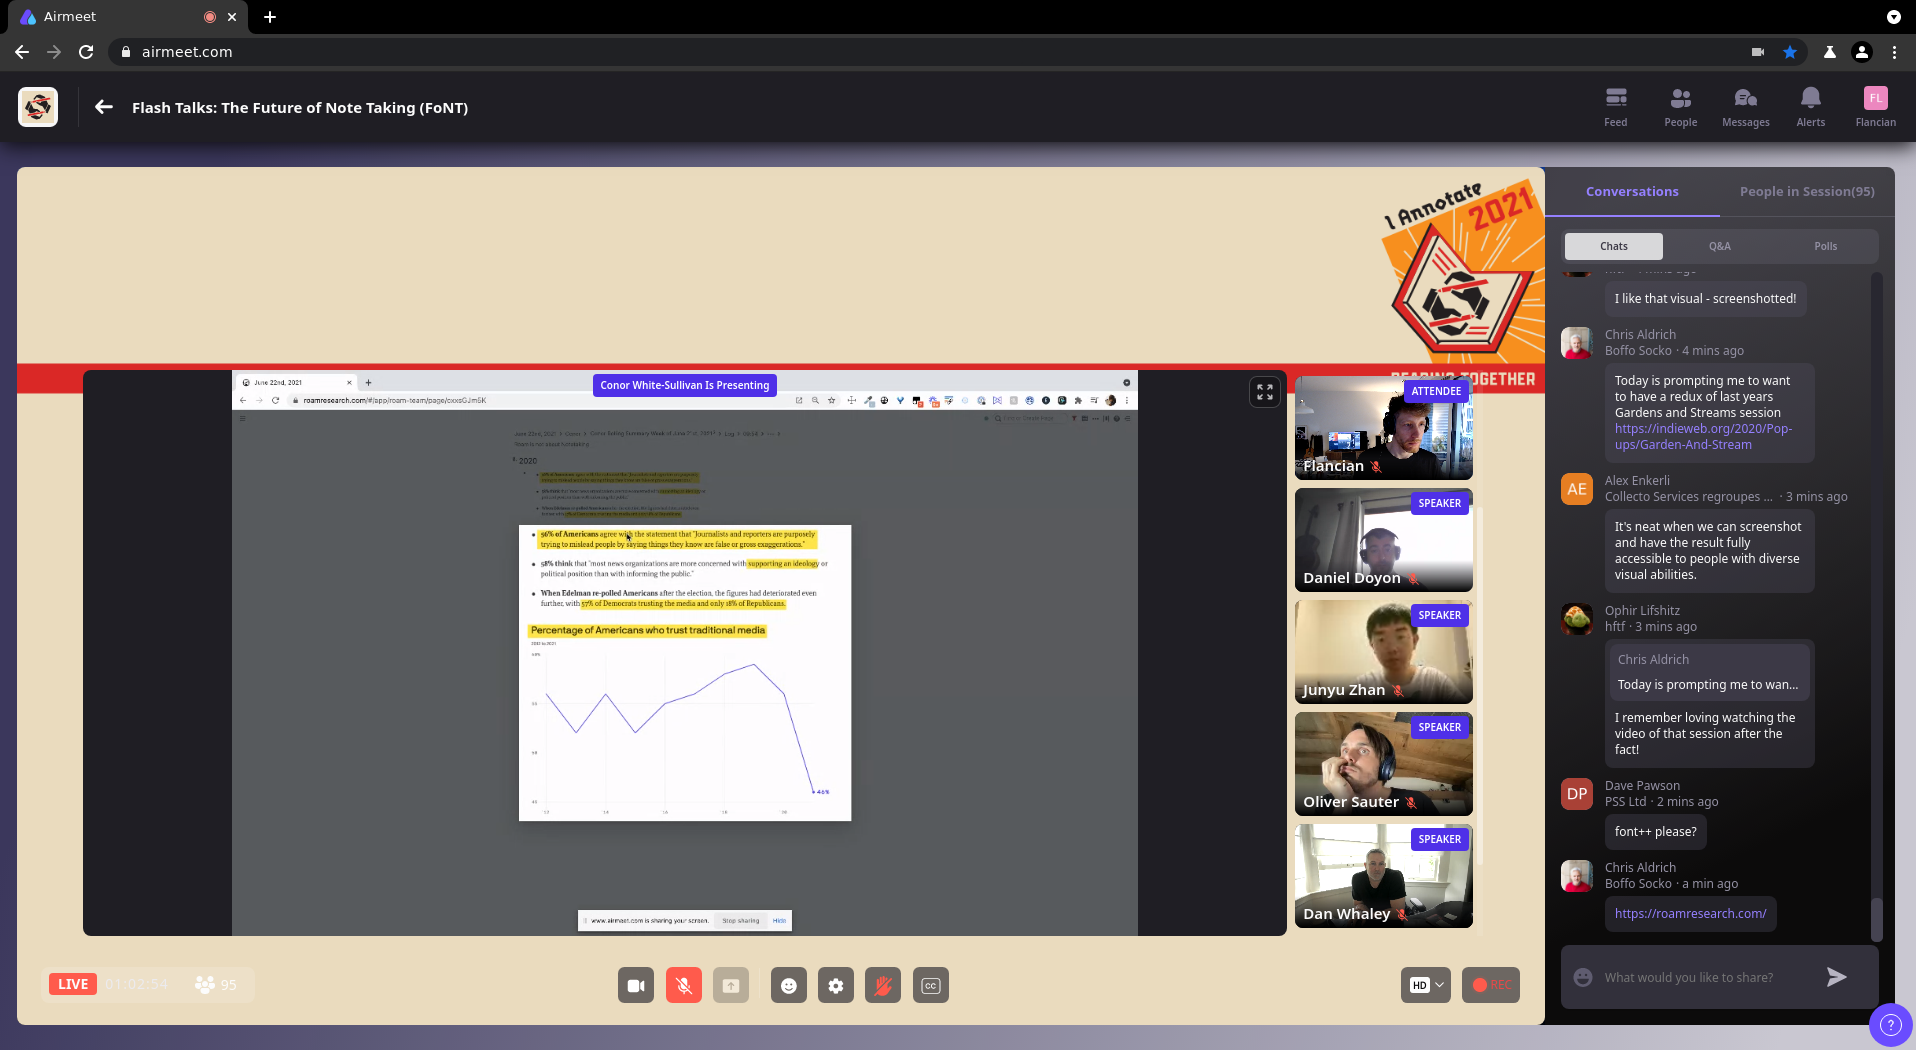 Airmeet
airmeet.com
Flash Talks: The Future of Note Taking (FoNT)
Feed
People
Messages
Alerts
FL
Flancian
I Annotate
2021
READING TOGETHER
June 22nd, 2021
Conor White-Sullivan Is Presenting
roamresearch.com/#/app/roam-team/page/
2020
56% of Americans agree with the statement that "Journalists and reporters are purposely
trying to mislead people by saying things they know are false or gross exaggerations."
58% think that "most news organizations are more concerned with supporting an ideology or
political position than with informing the public."
When Edelman re-polled Americans after the election, the figures had deteriorated even
further, with 57% of Democrats trusting the media and only 18% of Republicans.
Percentage of Americans who trust traditional media
46%
www.airmeet.com is sharing your screen.
Stop sharing
Hide
ATTENDEE
Flancian
SPEAKER
Daniel Doyon
SPEAKER
Junyu Zhan
SPEAKER
Oliver Sauter
SPEAKER
Dan Whaley
LIVE
01:02:54
95
CC
HD
REC
Conversations
People in Session(95)
Chats
Q&A
Polls
I like that visual - screenshotted!
Chris Aldrich
Boffo Socko · 4 mins ago
Today is prompting me to want
to have a redux of last years
Gardens and Streams session
https://indieweb.org/2020/Pop-
ups/Garden-And-Stream
AE
Alex Enkerli
Collecto Services regroupes ... · 3 mins ago
It's neat when we can screenshot
and have the result fully
accessible to people with diverse
visual abilities.
Ophir Lifshitz
hftf · 3 mins ago
Chris Aldrich
Today is prompting me to wan...
I remember loving watching the
video of that session after the
fact!
DP
Dave Pawson
PSS Ltd · 2 mins ago
font++ please?
Chris Aldrich
Boffo Socko · a min ago
https://roamresearch.com/
What would you like to share?
?